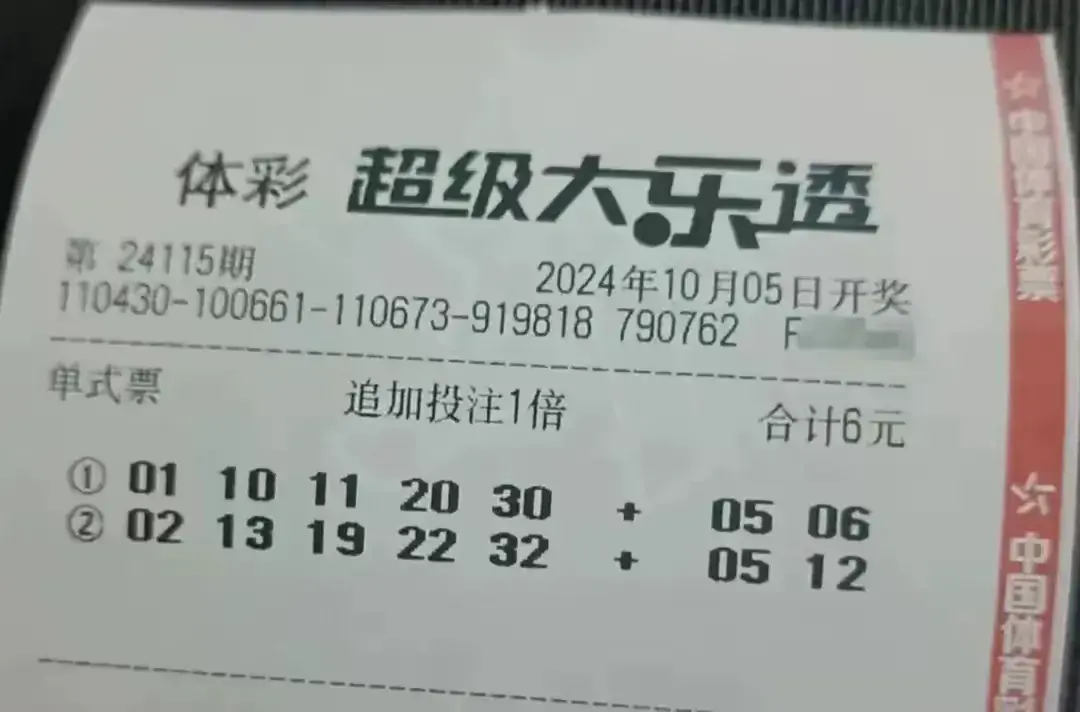 体彩 超级大乐透
第 24115期
2024年10月05日开奖
110430-100661-110673-919818 790762 F
单式票 追加投注1倍 合计6元
① 01 10 11 20 30 + 05 06
② 02 13 19 22 32 + 05 12
中国体育彩票
中国体育